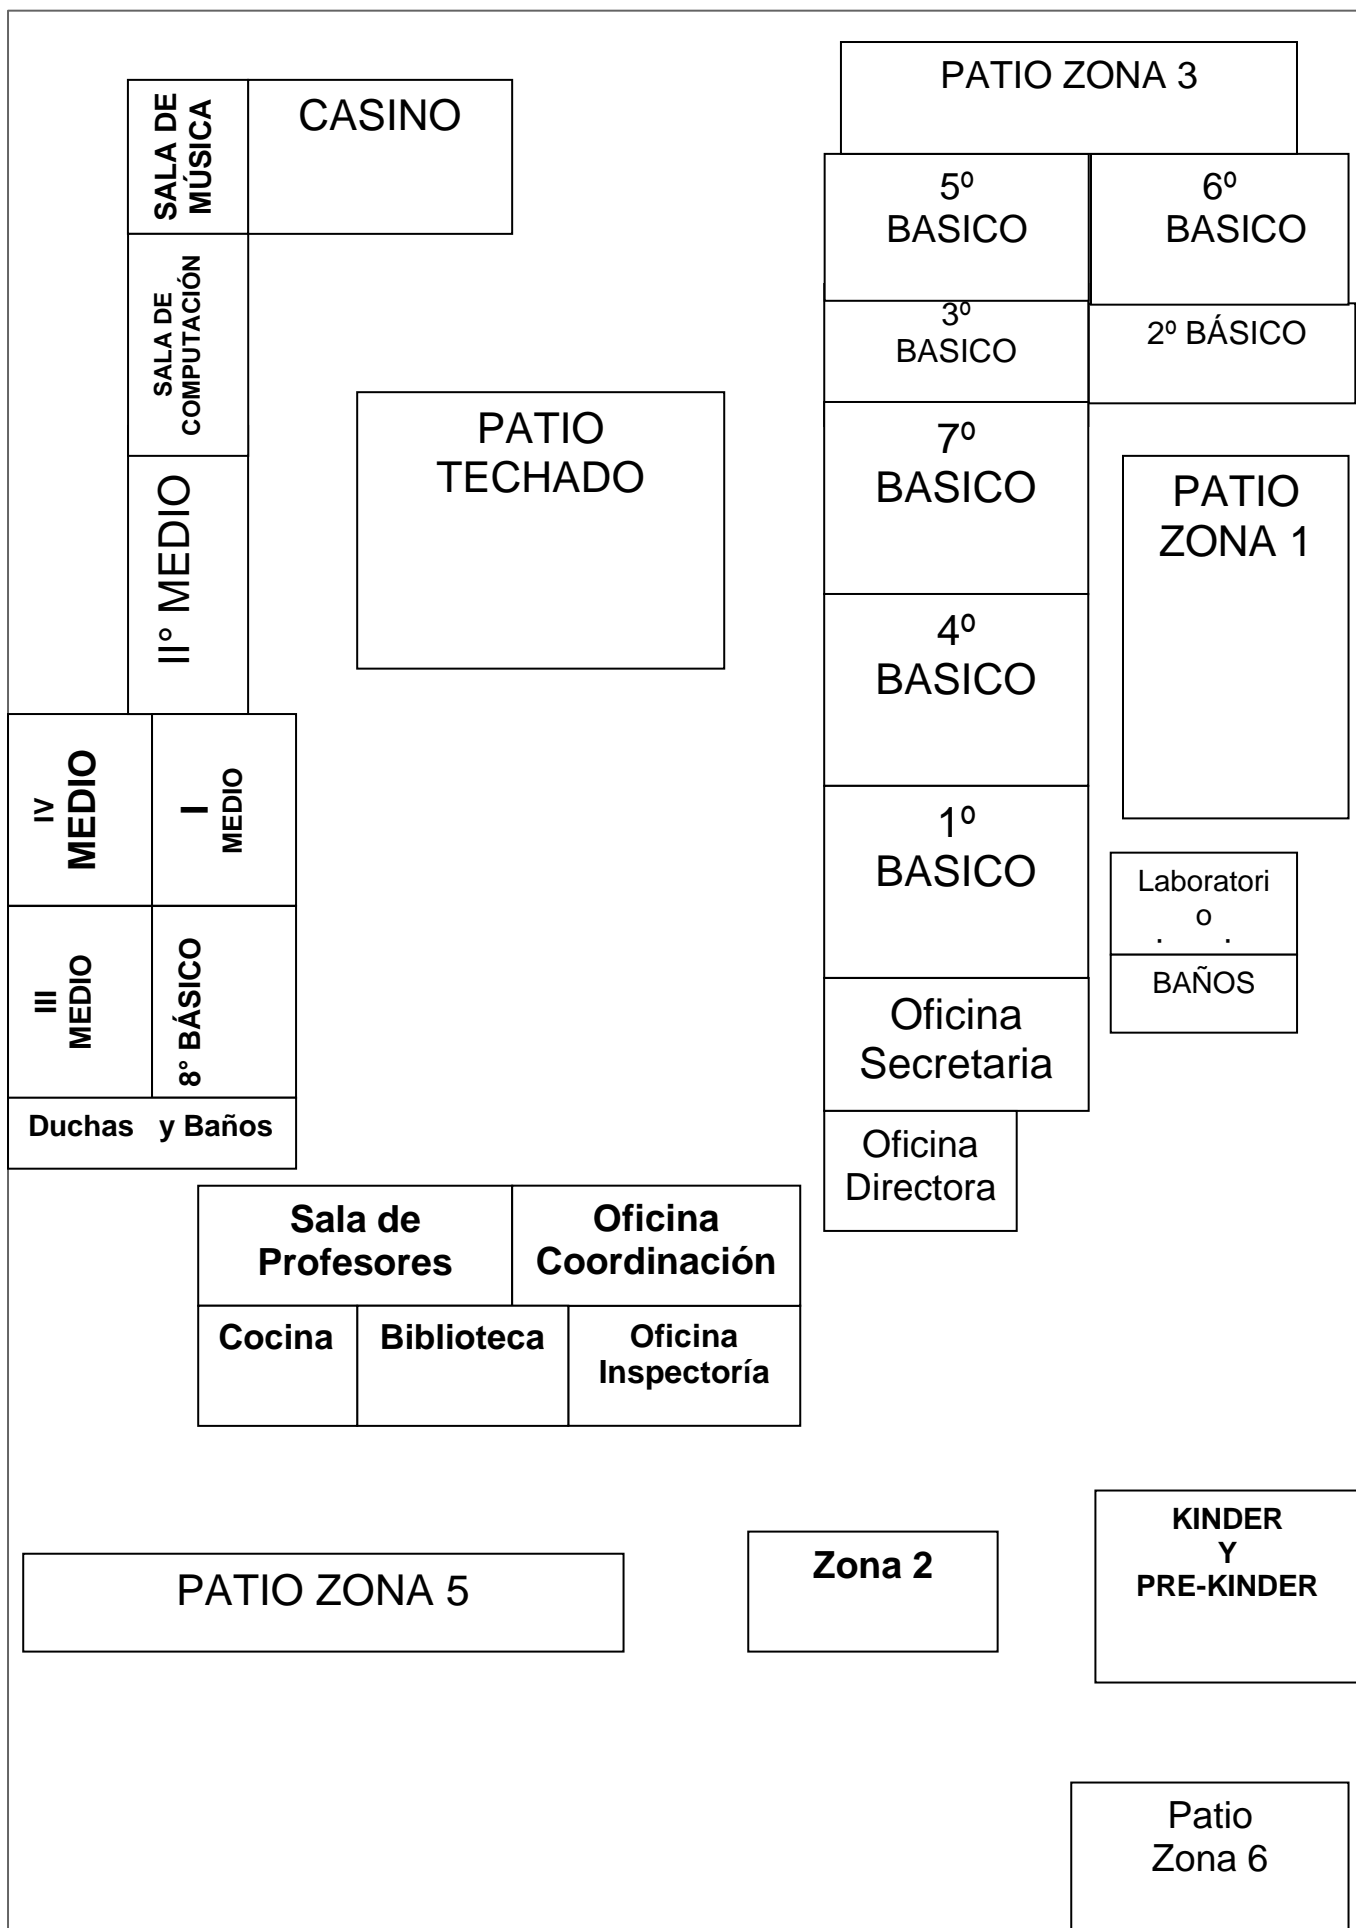 PATIO ZONA 3
SALA DE
MÚSICA
CASINO
5º
BASICO
6º
BASICO
SALA DE
COMPUTACIÓN
3º
BASICO
2º BÁSICO
PATIO
TECHADO
7º
BASICO
PATIO
ZONA 1
II° MEDIO
4º
BASICO
IV
MEDIO
I
MEDIO
1º
BASICO
Laboratori
o
. .
BAÑOS
III
MEDIO
8° BÁSICO
Oficina
Secretaria
Duchas y Baños
Oficina
Directora
Sala de
Profesores
Oficina
Coordinación
Cocina
Biblioteca
Oficina
Inspectoría
KINDER
Y
PRE-KINDER
Zona 2
PATIO ZONA 5
Patio
Zona 6